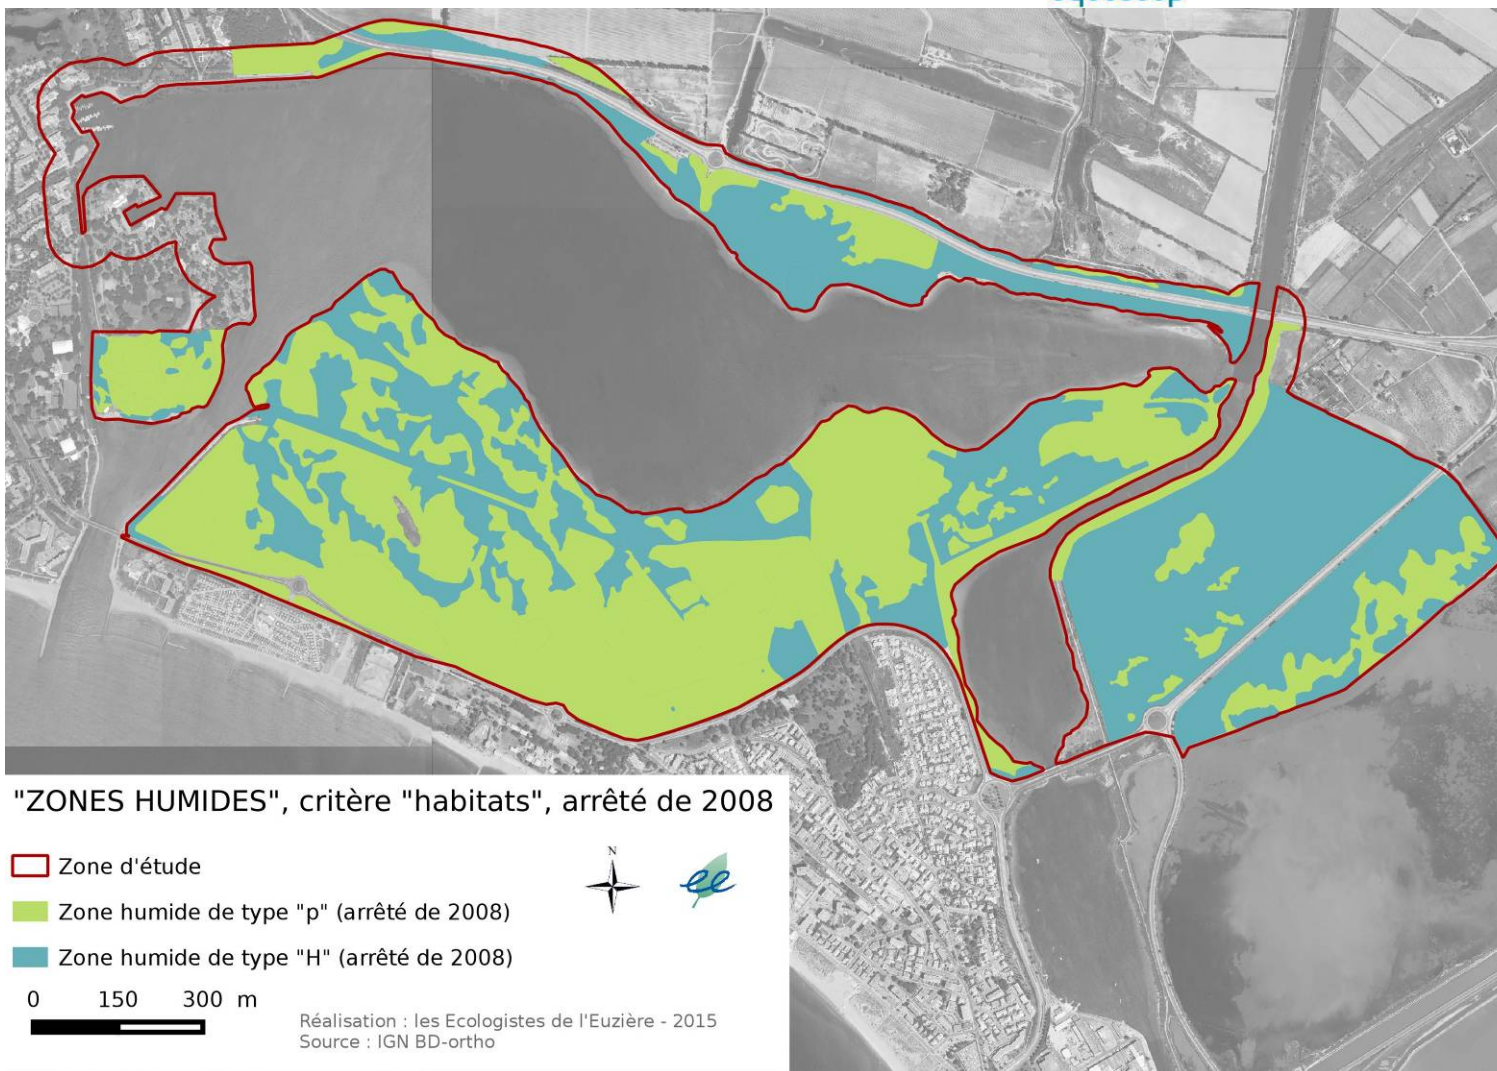 "ZONES HUMIDES", critère "habitats", arrêté de 2008
N
ee
Zone d'étude
Zone humide de type "p" (arrêté de 2008)
Zone humide de type "H" (arrêté de 2008)
0 150 300 m
Réalisation : les Ecologistes de l'Euzière - 2015
Source : IGN BD-ortho